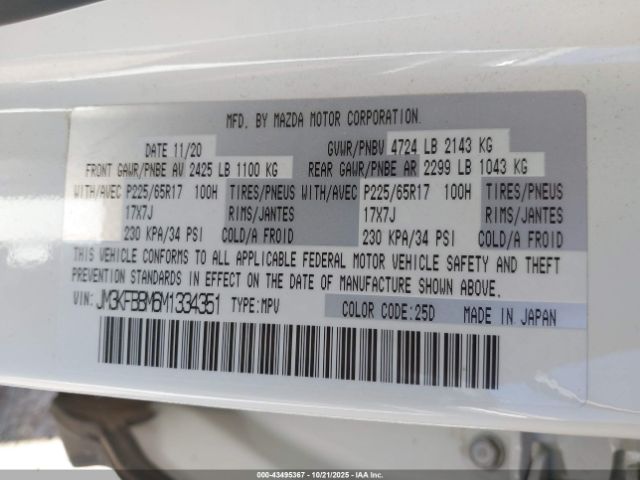 MFD. BY MAZDA MOTOR CORPORATION.
DATE 11/20 GVWR/PNBV 4724 LB 2143 KG
FRONT GAWR/PNBE AV 2425 LB 1100 KG REAR GAWR/PNBE AR 2299 LB 1043 KG
WITH/AVEC P225/65R17 100H TIRES/PNEUS WITH/AVEC P225/65R17 100H TIRES/PNEUS
17X7J RIMS/JANTES 17X7J RIMS/JANTES
230 KPA/34 PSI COLD/A FROID 230 KPA/34 PSI COLD/A FROID
THIS VEHICLE CONFORMS TO ALL APPLICABLE FEDERAL MOTOR VEHICLE SAFETY AND THEFT
PREVENTION STANDARDS IN EFFECT ON THE DATE OF MANUFACTURE SHOWN ABOVE.
VIN: JM3KFBBM6M1334351 TYPE:MPV COLOR CODE:25D MADE IN JAPAN
000-43495367 - 10/21/2025 - COPYRIGHT IAA, LLC.